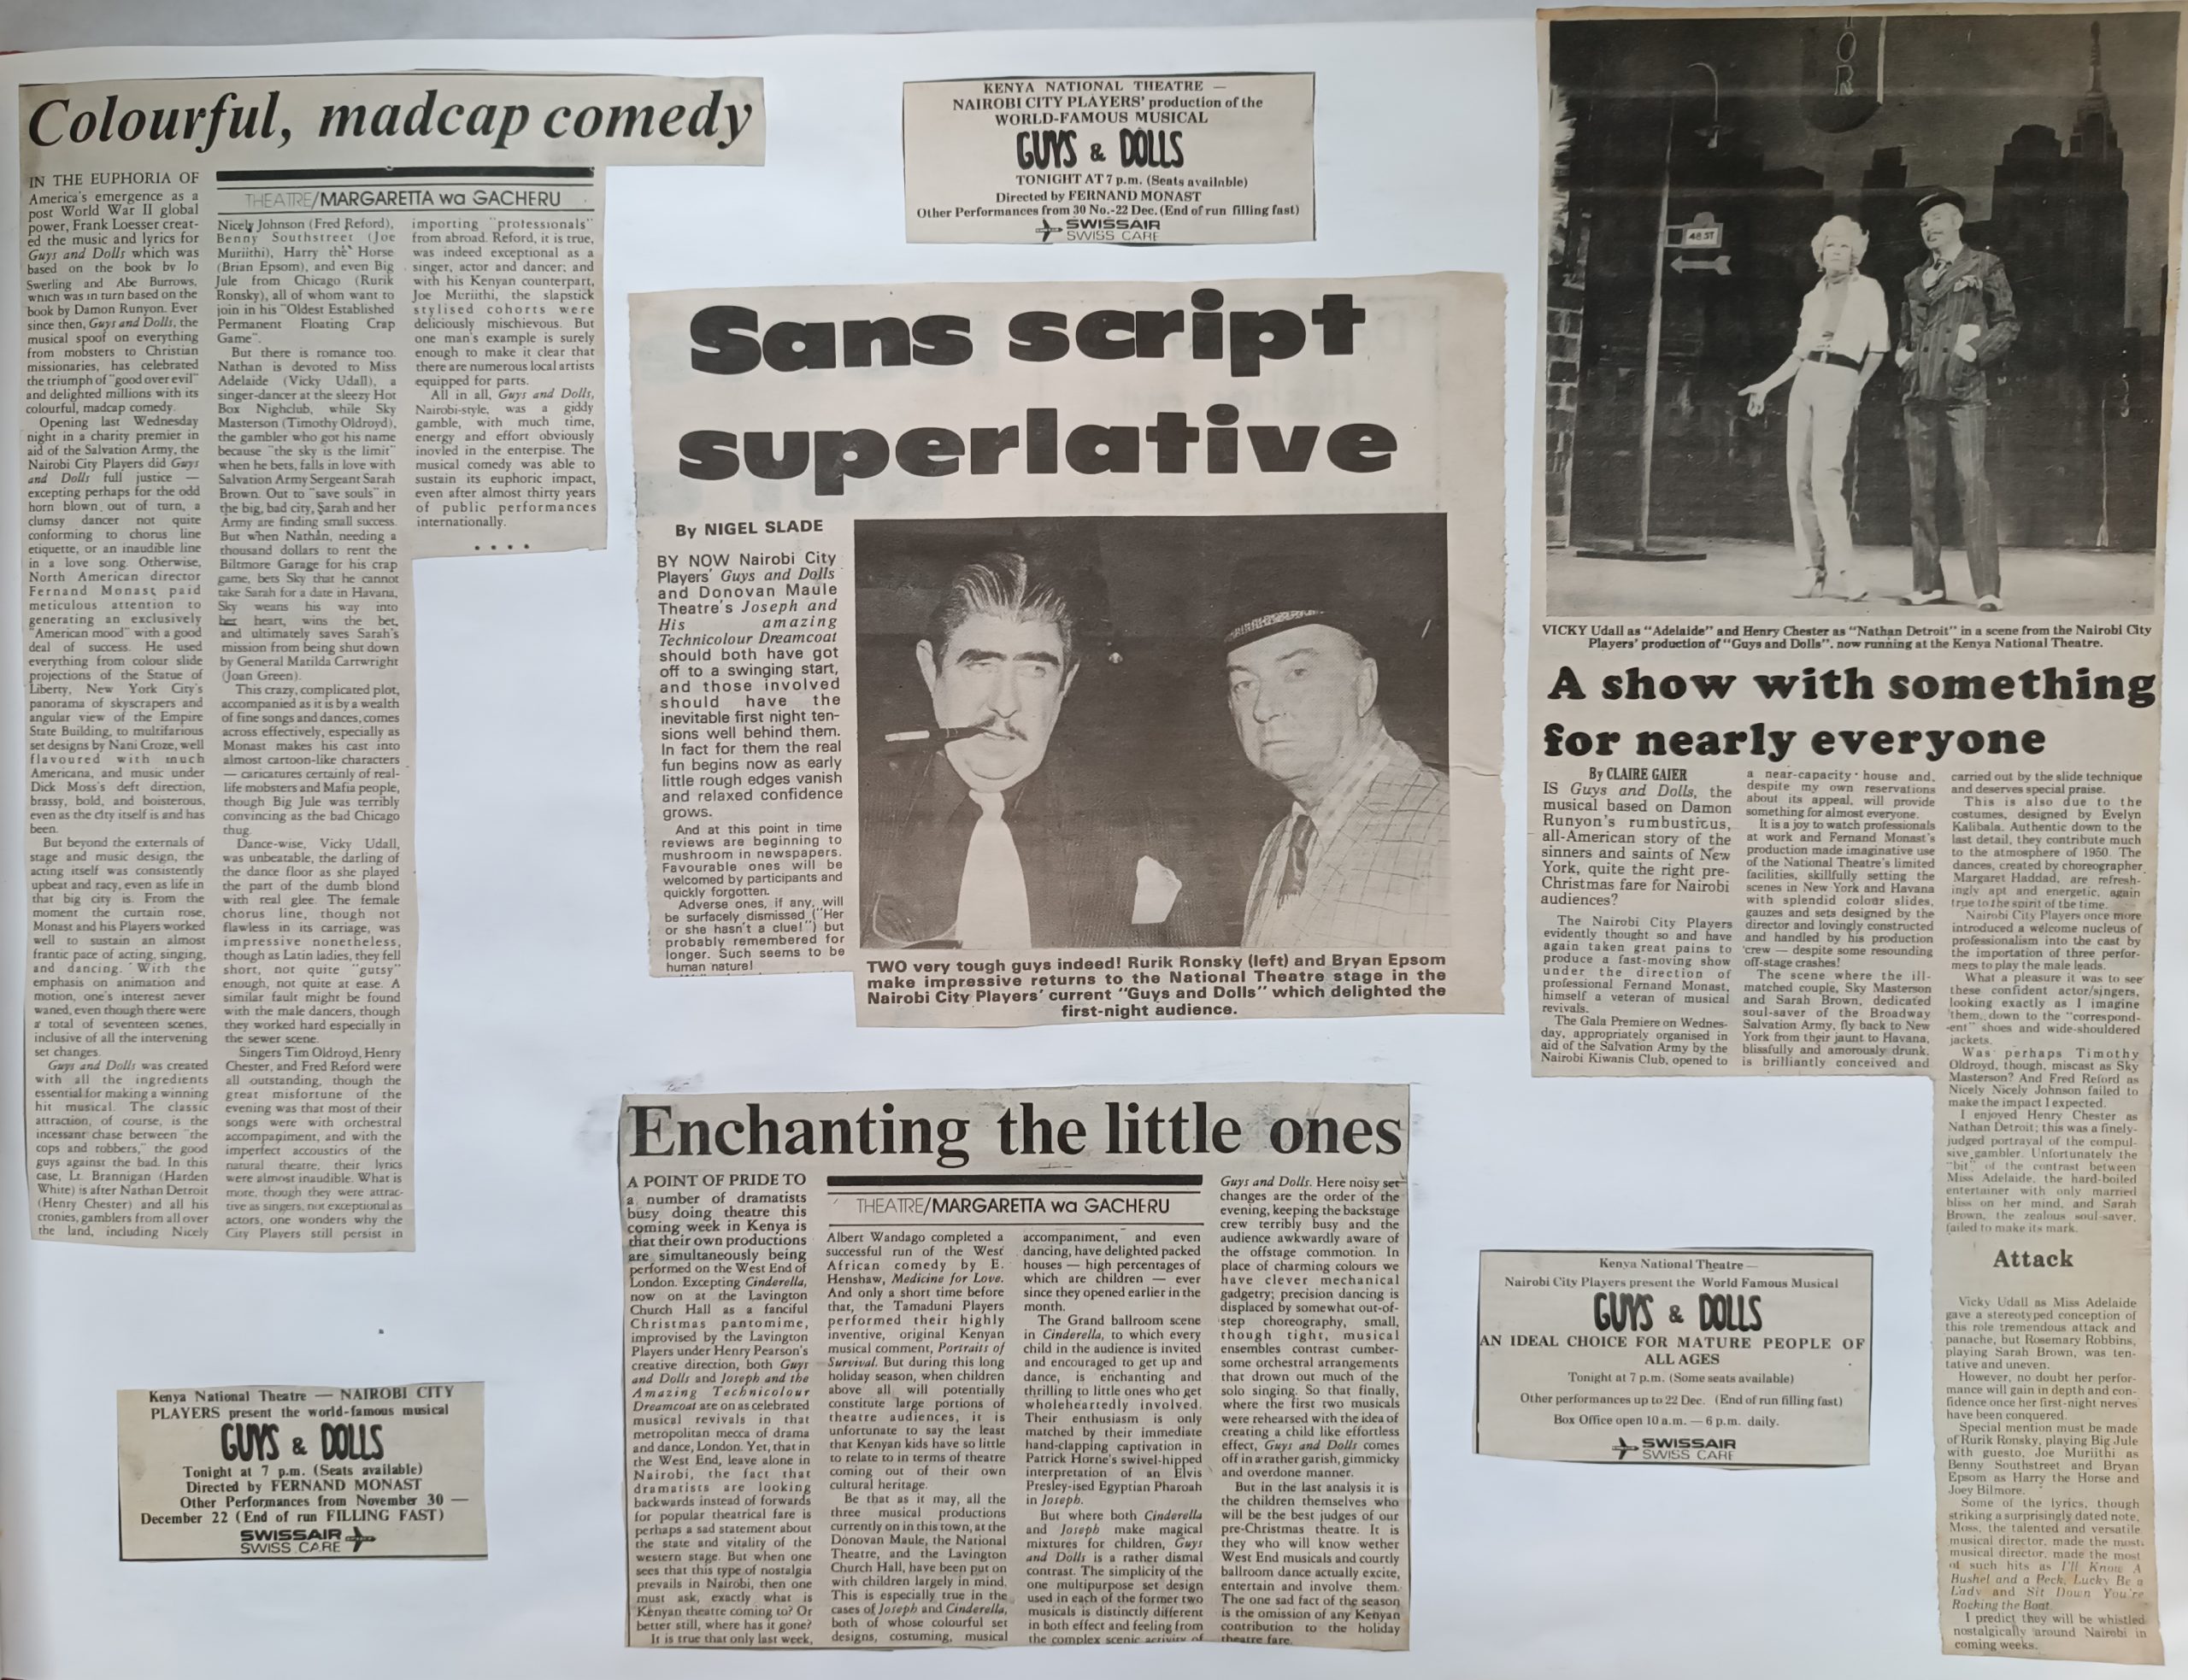 Colourful, madcap comedy
THEATRE/MARGARETTA wa GACHERU
IN THE EUPHORIA OF
America's emergence as a
post World War II global
power, Frank Loesser creat-
ed the music and lyrics for
Guys and Dolls which was
based on the book by Jo
Swerling and Abe Burrows,
which was in turn based on the
book by Damon Runyon. Ever
since then, Guys and Dolls, the
musical spoof on everything
from mobsters to Christian
missionaries, has celebrated
the triumph of "good over evil"
and delighted millions with its
colourful, madcap comedy.
Opening last Wednesday
night in a charity premier in
aid of the Salvation Army, the
Nairobi City Players did Guys
and Dolls full justice —
excepting perhaps for the odd
horn blown out of turn, a
clumsy dancer not quite
conforming to chorus line
etiquette, or an inaudible line
in a love song. Otherwise,
North American director
Fernand Monast paid
meticulous attention to
generating an exclusively
"American mood" with a good
deal of success. He used
everything from colour slide
projections of the Statue of
Liberty, New York City's
panorama of skyscrapers and
angular view of the Empire
State Building, to multifarious
set designs by Nani Croze, well
flavoured with much
Americana, and music under
Dick Moss's deft direction,
brassy, bold, and boisterous,
even as the city itself is and has
been.
But beyond the externals of
stage and music design, the
acting itself was consistently
upbeat and racy, even as life in
that big city is. From the
moment the curtain rose,
Monast and his Players worked
well to sustain an almost
frantic pace of acting, singing,
and dancing. With the
emphasis on animation and
motion, one's interest never
waned, even though there were
a total of seventeen scenes,
inclusive of all the intervening
set changes.
Guys and Dolls was created
with all the ingredients
essential for making a winning
hit musical. The classic
attraction, of course, is the
incessant chase between "the
cops and robbers," the good
guys against the bad. In this
case, Lt. Brannigan (Harden
White) is after Nathan Detroit
(Henry Chester) and all his
cronies, gamblers from all over
the land, including Nicely
Nicely Johnson (Fred Reford),
Benny Southstreet (Joe
Muriithi), Harry the Horse
(Brian Epsom), and even Big
Jule from Chicago (Rurik
Ronsky), all of whom want to
join in his "Oldest Established
Permanent Floating Crap
Game".
But there is romance too.
Nathan is devoted to Miss
Adelaide (Vicky Udall), a
singer-dancer at the sleezy Hot
Box Nighclub, while Sky
Masterson (Timothy Oldroyd),
the gambler who got his name
because "the sky is the limit"
when he bets, falls in love with
Salvation Army Sergeant Sarah
Brown. Out to "save souls" in
the big, bad city, Sarah and her
Army are finding small success.
But when Nathan, needing a
thousand dollars to rent the
Biltmore Garage for his crap
game, bets Sky that he cannot
take Sarah for a date in Havana,
Sky weans his way into
her heart, wins the bet,
and ultimately saves Sarah's
mission from being shut down
by General Matilda Cartwright
(Joan Green).
This crazy, complicated plot,
accompanied as it is by a wealth
of fine songs and dances, comes
across effectively, especially as
Monast makes his cast into
almost cartoon-like characters
— caricatures certainly of real-
life mobsters and Mafia people,
though Big Jule was terribly
convincing as the bad Chicago
thug.
Dance-wise, Vicky Udall,
was unbeatable, the darling of
the dance floor as she played
the part of the dumb blond
with real glee. The female
chorus line, though not
flawless in its carriage, was
impressive nonetheless,
though as Latin ladies, they fell
short, not quite "gutsy"
enough, not quite at ease. A
similar fault might be found
with the male dancers, though
they worked hard especially in
the sewer scene.
Singers Tim Oldroyd, Henry
Chester, and Fred Reford were
all outstanding, though the
great misfortune of the
evening was that most of their
songs were with orchestral
accompaniment, and with the
imperfect accoustics of the
natural theatre, their lyrics
were almost inaudible. What is
more, though they were attrac-
tive as singers, not exceptional as
actors, one wonders why the
City Players still persist in
importing "professionals"
from abroad. Reford, it is true,
was indeed exceptional as a
singer, actor and dancer; and
with his Kenyan counterpart,
Joe Muriithi, the slapstick
stylised cohorts were
deliciously mischievous. But
one man's example is surely
enough to make it clear that
there are numerous local artists
equipped for parts.
All in all, Guys and Dolls,
Nairobi-style, was a giddy
gamble, with much time,
energy and effort obviously
inovled in the enterpise. The
musical comedy was able to
sustain its euphoric impact,
even after almost thirty years
of public performances
internationally.
• • • •
Kenya National Theatre — NAIROBI CITY
PLAYERS present the world-famous musical
GUYS & DOLLS
Tonight at 7 p.m. (Seats available)
Directed by FERNAND MONAST
Other Performances from November 30 —
December 22 (End of run FILLING FAST)
SWISSAIR
SWISS CARE
KENYA NATIONAL THEATRE —
NAIROBI CITY PLAYERS' production of the
WORLD-FAMOUS MUSICAL
GUYS & DOLLS
TONIGHT AT 7 p.m. (Seats available)
Directed by FERNAND MONAST
Other Performances from 30 No.-22 Dec. (End of run filling fast)
SWISSAIR
SWISS CARE
Sans script
superlative
By NIGEL SLADE
BY NOW Nairobi City
Players' Guys and Dolls
and Donovan Maule
Theatre's Joseph and
His amazing
Technicolour Dreamcoat
should both have got
off to a swinging start,
and those involved
should have the
inevitable first night ten-
sions well behind them.
In fact for them the real
fun begins now as early
little rough edges vanish
and relaxed confidence
grows.
And at this point in time
reviews are beginning to
mushroom in newspapers.
Favourable ones will be
welcomed by participants and
quickly forgotten.
Adverse ones, if any, will
be surfacely dismissed ("Her
or she hasn't a clue!") but
probably remembered for
longer. Such seems to be
human nature!
TWO very tough guys indeed! Rurik Ronsky (left) and Bryan Epsom
make impressive returns to the National Theatre stage in the
Nairobi City Players' current "Guys and Dolls" which delighted the
first-night audience.
Enchanting the little ones
THEATRE/MARGARETTA wa GACHERU
A POINT OF PRIDE TO
a number of dramatists
busy doing theatre this
coming week in Kenya is
that their own productions
are simultaneously being
performed on the West End of
London. Excepting Cinderella,
now on at the Lavington
Church Hall as a fanciful
Christmas pantomime,
improvised by the Lavington
Players under Henry Pearson's
creative direction, both Guys
and Dolls and Joseph and the
Amazing Technicolour
Dreamcoat are on as celebrated
musical revivals in that
metropolitan mecca of drama
and dance, London. Yet, that in
the West End, leave alone in
Nairobi, the fact that
dramatists are looking
backwards instead of forwards
for popular theatrical fare is
perhaps a sad statement about
the state and vitality of the
western stage. But when one
sees that this type of nostalgia
prevails in Nairobi, then one
must ask, exactly what is
Kenyan theatre coming to? Or
better still, where has it gone?
It is true that only last week,
Albert Wandago completed a
successful run of the West
African comedy by E.
Henshaw, Medicine for Love.
And only a short time before
that, the Tamaduni Players
performed their highly
inventive, original Kenyan
musical comment, Portraits of
Survival. But during this long
holiday season, when children
above all will potentially
constitute large portions of
theatre audiences, it is
unfortunate to say the least
that Kenyan kids have so little
to relate to in terms of theatre
coming out of their own
cultural heritage.
Be that as it may, all the
three musical productions
currently on in this town, at the
Donovan Maule, the National
Theatre, and the Lavington
Church Hall, have been put on
with children largely in mind.
This is especially true in the
cases of Joseph and Cinderella,
both of whose colourful set
designs, costuming, musical
accompaniment, and even
dancing, have delighted packed
houses — high percentages of
which are children — ever
since they opened earlier in the
month.
The Grand ballroom scene
in Cinderella, to which every
child in the audience is invited
and encouraged to get up and
dance, is enchanting and
thrilling to little ones who get
wholeheartedly involved.
Their enthusiasm is only
matched by their immediate
hand-clapping captivation in
Patrick Horne's swivel-hipped
interpretation of an Elvis
Presley-ised Egyptian Pharoah
in Joseph.
But where both Cinderella
and Joseph make magical
mixtures for children, Guys
and Dolls is a rather dismal
contrast. The simplicity of the
one multipurpose set design
used in each of the former two
musicals is distinctly different
in both effect and feeling from
the complex scenic activity of
Guys and Dolls. Here noisy set
changes are the order of the
evening, keeping the backstage
crew terribly busy and the
audience awkwardly aware of
the offstage commotion. In
place of charming colours we
have clever mechanical
gadgetry; precision dancing is
displaced by somewhat out-of-
step choreography, small,
though tight, musical
ensembles contrast cumber-
some orchestral arrangements
that drown out much of the
solo singing. So that finally,
where the first two musicals
were rehearsed with the idea of
creating a child like effortless
effect, Guys and Dolls comes
off in a rather garish, gimmicky
and overdone manner.
But in the last analysis it is
the children themselves who
will be the best judges of our
pre-Christmas theatre. It is
they who will know wether
West End musicals and courtly
ballroom dance actually excite,
entertain and involve them.
The one sad fact of the season
is the omission of any Kenyan
contribution to the holiday
theatre fare.
OR
48 ST
VICKY Udall as "Adelaide" and Henry Chester as "Nathan Detroit" in a scene from the Nairobi City
Players' production of "Guys and Dolls", now running at the Kenya National Theatre.
A show with something
for nearly everyone
By CLAIRE GAIER
IS Guys and Dolls, the
musical based on Damon
Runyon's rumbustious,
all-American story of the
sinners and saints of New
York, quite the right pre-
Christmas fare for Nairobi
audiences?
The Nairobi City Players
evidently thought so and have
again taken great pains to
produce a fast-moving show
under the direction of
professional Fernand Monast,
himself a veteran of musical
revivals.
The Gala Premiere on Wednes-
day, appropriately organised in
aid of the Salvation Army by the
Nairobi Kiwanis Club, opened to
a near-capacity house and,
despite my own reservations
about its appeal, will provide
something for almost everyone.
It is a joy to watch professionals
at work and Fernand Monast's
production made imaginative use
of the National Theatre's limited
facilities, skillfully setting the
scenes in New York and Havana
with splendid colour slides,
gauzes and sets designed by the
director and lovingly constructed
and handled by his production
crew — despite some resounding
off-stage crashes!
The scene where the ill-
matched couple, Sky Masterson
and Sarah Brown, dedicated
soul-saver of the Broadway
Salvation Army, fly back to New
York from their jaunt to Havana,
blissfully and amorously drunk,
is brilliantly conceived and
carried out by the slide technique
and deserves special praise.
This is also due to the
costumes, designed by Evelyn
Kalibala. Authentic down to the
last detail, they contribute much
to the atmosphere of 1950. The
dances, created by choreographer
Margaret Haddad, are refresh-
ingly apt and energetic, again
true to the spirit of the time.
Nairobi City Players once more
introduced a welcome nucleus of
professionalism into the cast by
the importation of three perfor-
mers to play the male leads.
What a pleasure it was to see
these confident actor/singers,
looking exactly as I imagine
them, down to the "correspond-
ent" shoes and wide-shouldered
jackets.
Was perhaps Timothy
Oldroyd, though, miscast as Sky
Masterson? And Fred Reford as
Nicely Nicely Johnson failed to
make the impact I expected.
I enjoyed Henry Chester as
Nathan Detroit; this was a finely-
judged portrayal of the compul-
sive gambler. Unfortunately the
"bit" of the contrast between
Miss Adelaide, the hard-boiled
entertainer with only married
bliss on her mind, and Sarah
Brown, the zealous soul-saver,
failed to make its mark.
Attack
Vicky Udall as Miss Adelaide
gave a stereotyped conception of
this role tremendous attack and
panache, but Rosemary Robbins,
playing Sarah Brown, was ten-
tative and uneven.
However, no doubt her perfor-
mance will gain in depth and con-
fidence once her first-night nerves
have been conquered.
Special mention must be made
of Rurik Ronsky, playing Big Jule
with gusto, Joe Muriithi as
Benny Southstreet and Bryan
Epsom as Harry the Horse and
Joey Bilmore.
Some of the lyrics, though
striking a surprisingly dated note,
Moss, the talented and versatile
musical director, made the most
musical director, made the most
of such hits as I'll Know A
Bushel and a Peck, Lucky Be a
Lady and Sit Down You're
Rocking the Boat.
I predict they will be whistled
nostalgically around Nairobi in
coming weeks.
Kenya National Theatre —
Nairobi City Players present the World Famous Musical
GUYS & DOLLS
AN IDEAL CHOICE FOR MATURE PEOPLE OF
ALL AGES
Tonight at 7 p.m. (Some seats available)
Other performances up to 22 Dec. (End of run filling fast)
Box Office open 10 a.m. — 6 p.m. daily.
SWISSAIR
SWISS CARE